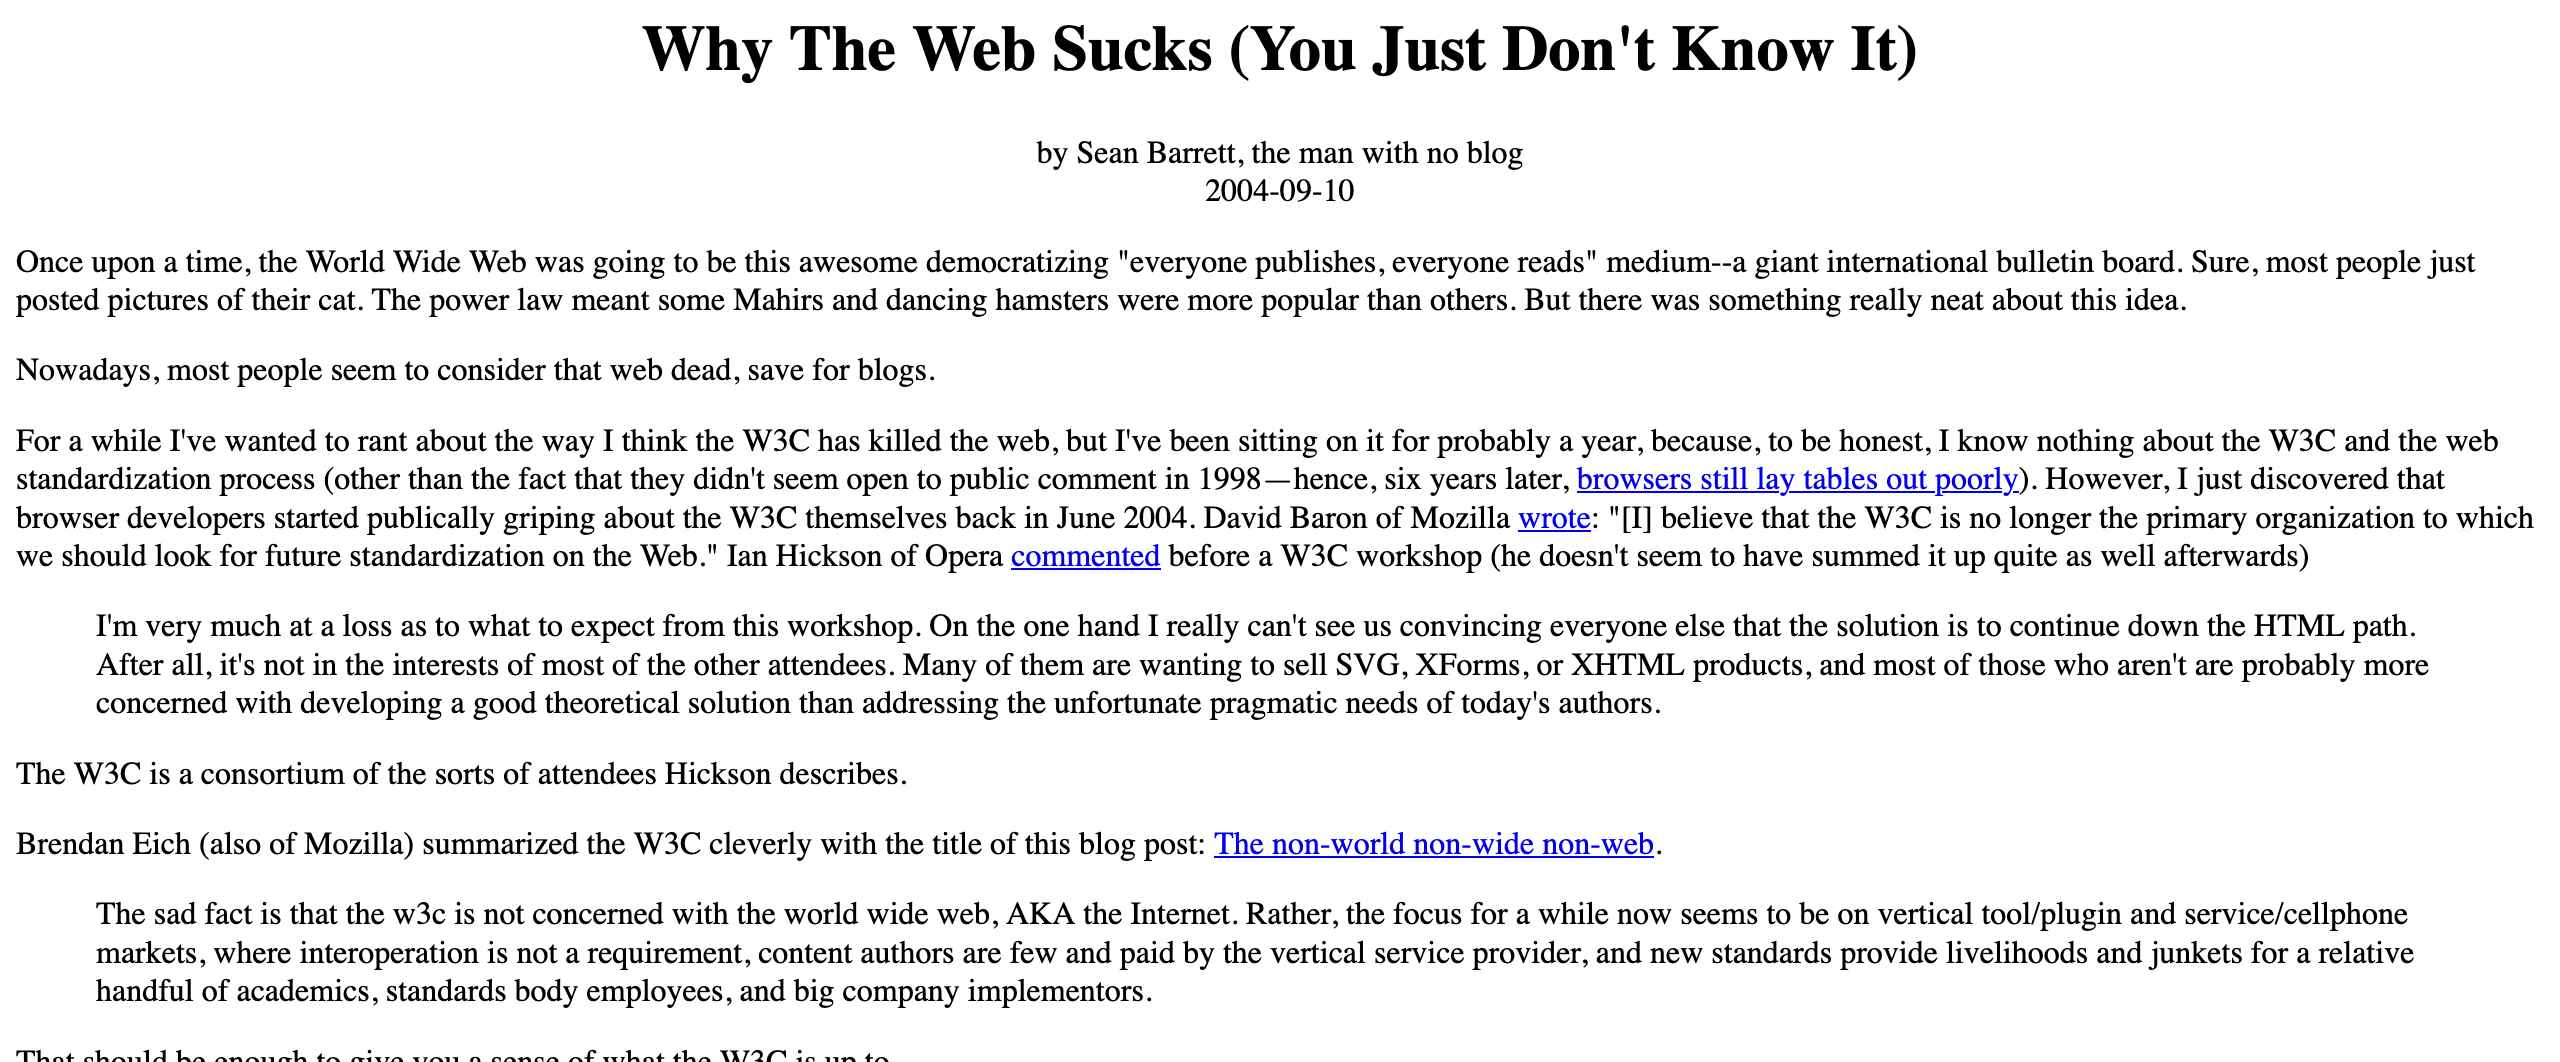 Why The Web Sucks (You Just Don't Know It)
by Sean Barrett, the man with no blog
2004-09-10
Once upon a time, the World Wide Web was going to be this awesome democratizing "everyone publishes, everyone reads" medium--a giant international bulletin board. Sure, most people just
posted pictures of their cat. The power law meant some Mahirs and dancing hamsters were more popular than others. But there was something really neat about this idea.
Nowadays, most people seem to consider that web dead, save for blogs.
For a while I've wanted to rant about the way I think the W3C has killed the web, but I've been sitting on it for probably a year, because, to be honest, I know nothing about the W3C and the web
standardization process (other than the fact that they didn't seem open to public comment in 1998—hence, six years later, browsers still lay tables out poorly). However, I just discovered that
browser developers started publically griping about the W3C themselves back in June 2004. David Baron of Mozilla wrote: "[I] believe that the W3C is no longer the primary organization to which
we should look for future standardization on the Web." Ian Hickson of Opera commented before a W3C workshop (he doesn't seem to have summed it up quite as well afterwards)
I'm very much at a loss as to what to expect from this workshop. On the one hand I really can't see us convincing everyone else that the solution is to continue down the HTML path.
After all, it's not in the interests of most of the other attendees. Many of them are wanting to sell SVG, XForms, or XHTML products, and most of those who aren't are probably more
concerned with developing a good theoretical solution than addressing the unfortunate pragmatic needs of today's authors.
The W3C is a consortium of the sorts of attendees Hickson describes.
Brendan Eich (also of Mozilla) summarized the W3C cleverly with the title of this blog post: The non-world non-wide non-web.
The sad fact is that the w3c is not concerned with the world wide web, AKA the Internet. Rather, the focus for a while now seems to be on vertical tool/plugin and service/cellphone
markets, where interoperation is not a requirement, content authors are few and paid by the vertical service provider, and new standards provide livelihoods and junkets for a relative
handful of academics, standards body employees, and big company implementors.
That should be enough to give you a sense of what the W3C is up to